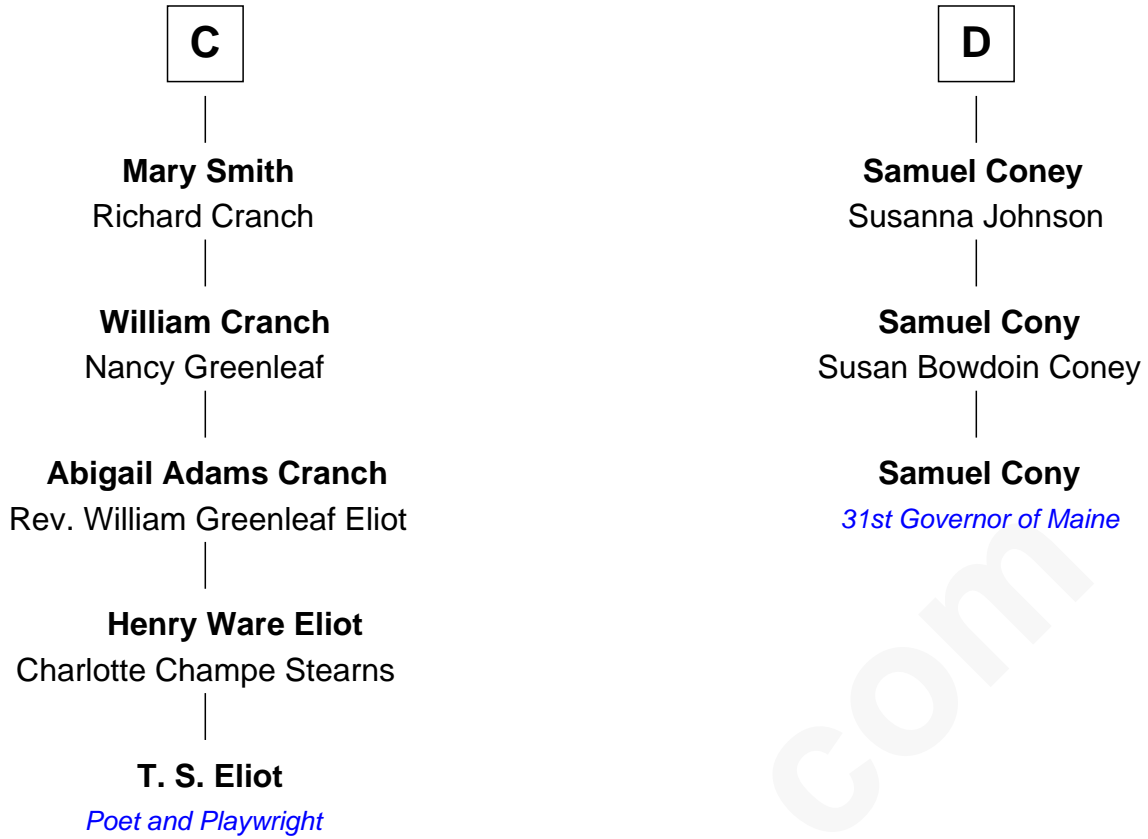 C
Mary Smith
Richard Cranch
William Cranch
Nancy Greenleaf
Abigail Adams Cranch
Rev. William Greenleaf Eliot
Henry Ware Eliot
Charlotte Champe Stearns
T. S. Eliot
Poet and Playwright
D
Samuel Coney
Susanna Johnson
Samuel Cony
Susan Bowdoin Coney
Samuel Cony
31st Governor of Maine
com